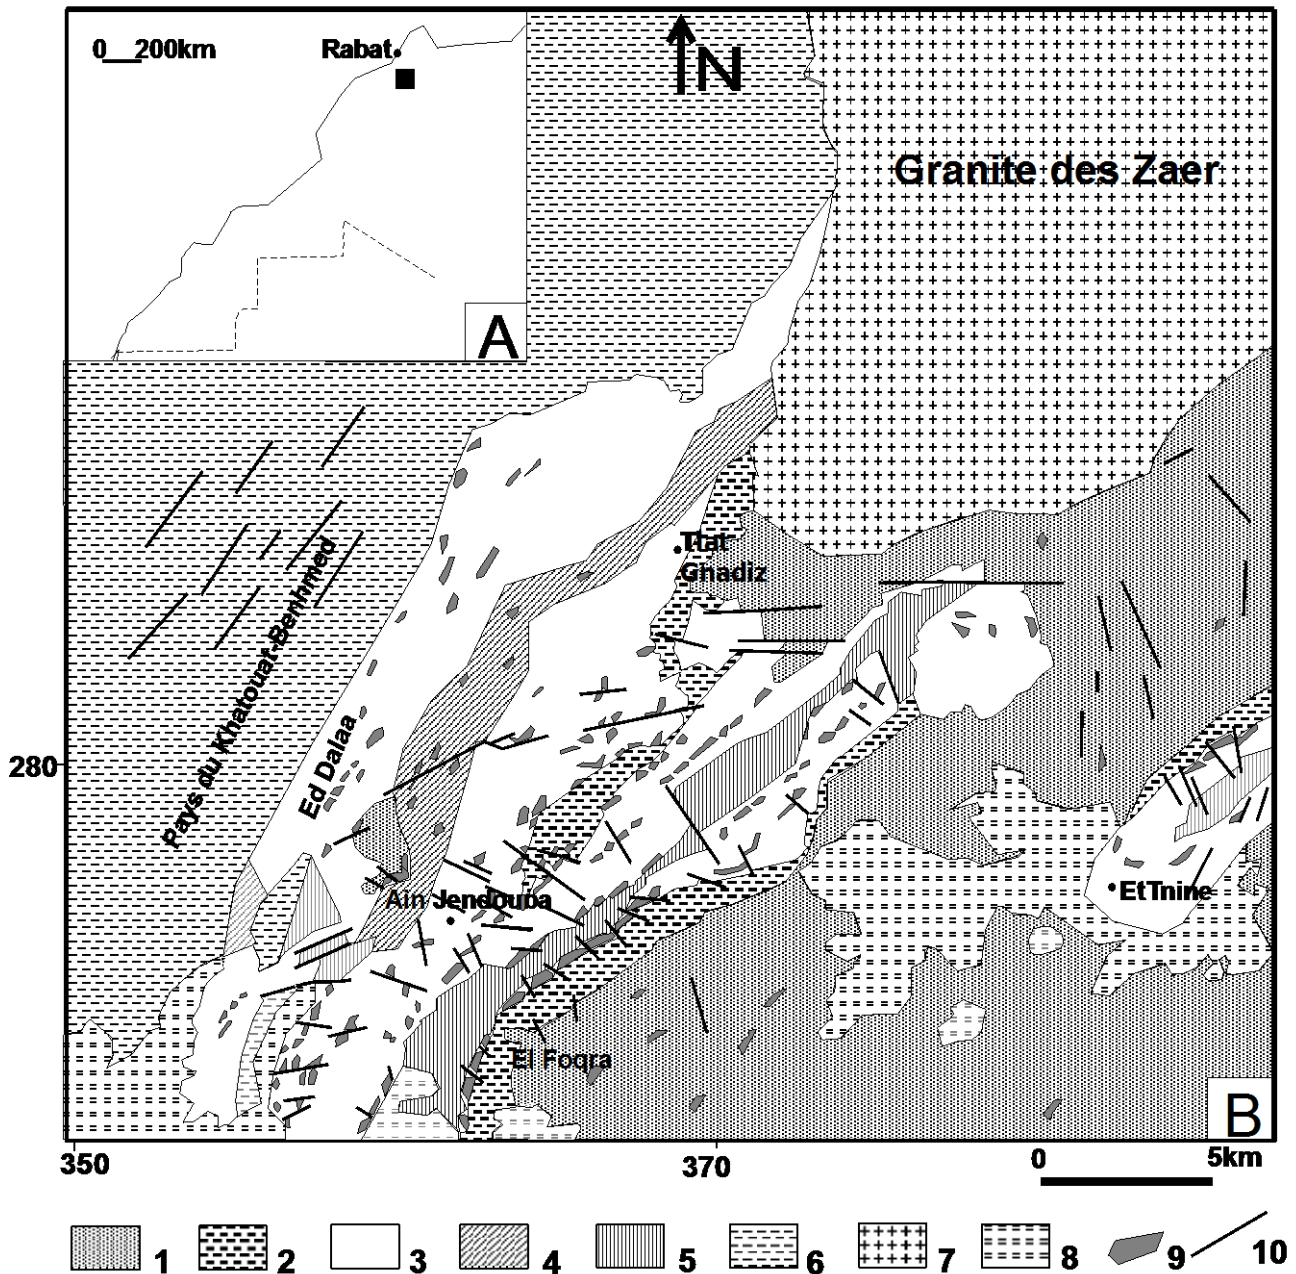 0 200km
Rabat
N
A
Granite des Zaer
Pays du Khatouat-Benhmed
Ed Dalaa
Ghadiz
280
Ain Jendouba
Et Tnine
El Foqra
B
350
370
0 5km
1 2 3 4 5 6 7 8 9 10